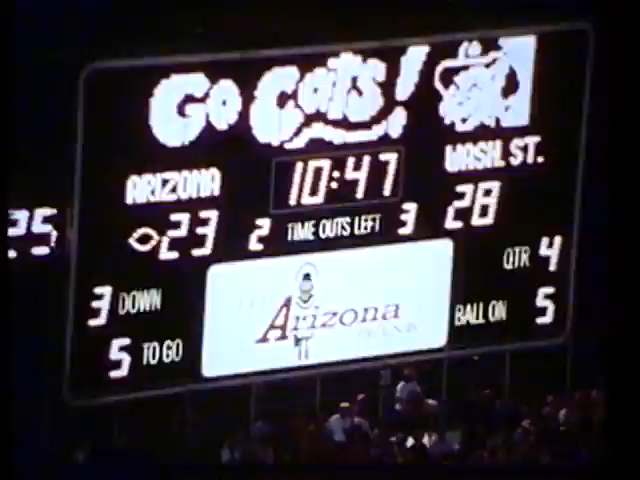 Go Cats!
ARIZONA 10:47 WASH. ST.
25 23 2 TIME OUTS LEFT 3 28
QTR 4
3 DOWN Arizona BALL ON 5
5 TO GO